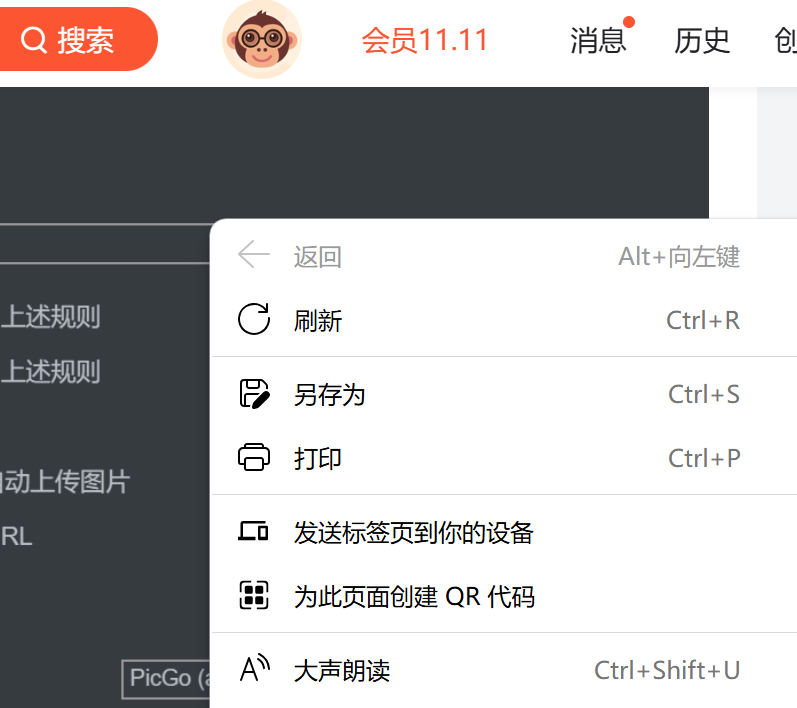 搜索 会员11.11 消息 历史 创
返回 Alt+向左键
上述规则
刷新 Ctrl+R
上述规则
另存为 Ctrl+S
打印 Ctrl+P
动上传图片
RL
发送标签页到你的设备
为此页面创建 QR 代码
PicGo (a
大声朗读 Ctrl+Shift+U